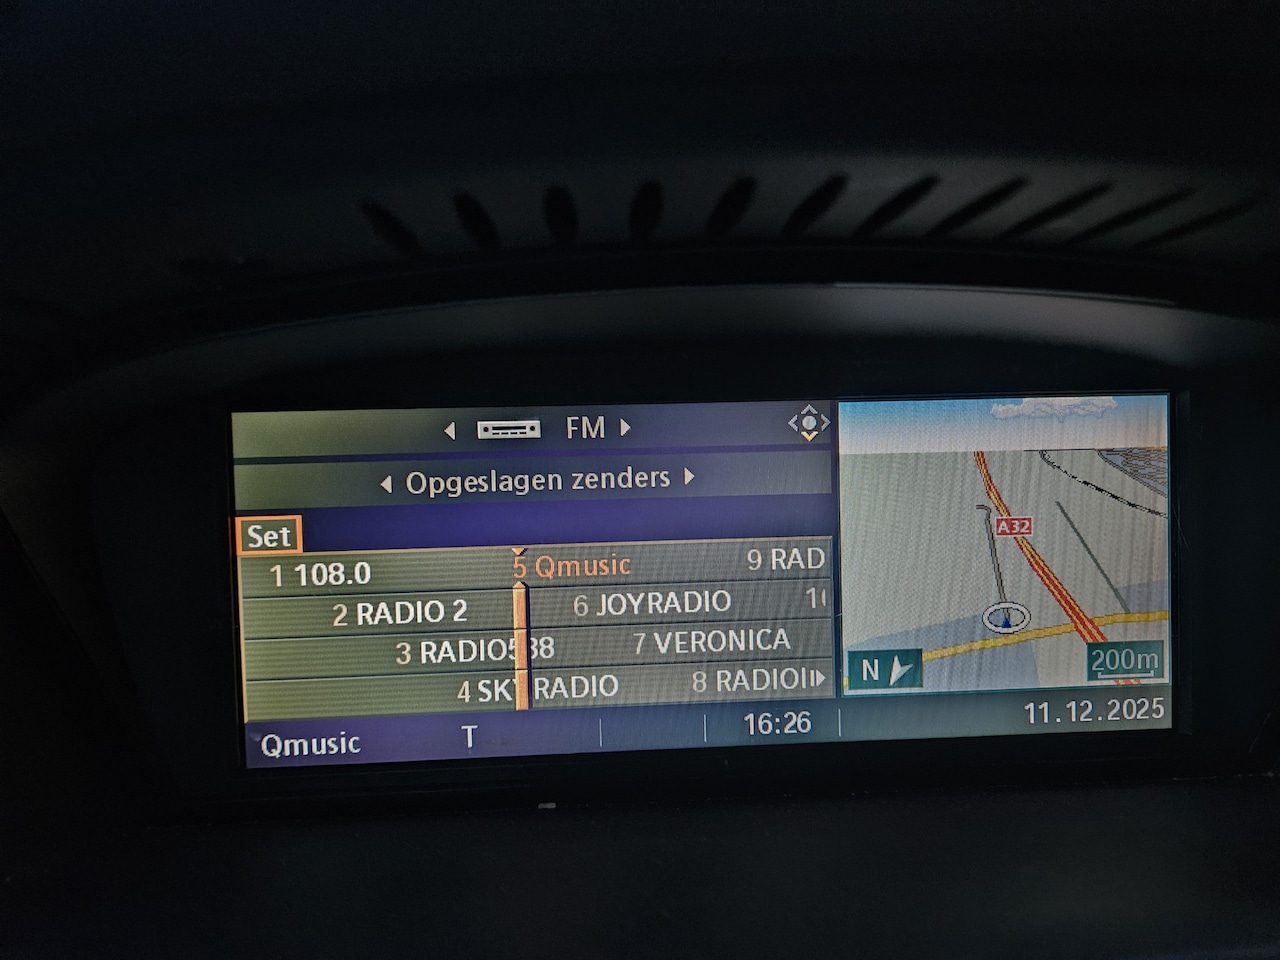 FM
Opgeslagen zenders
Set
1 108.0
5 Qmusic
9 RAD
2 RADIO 2
6 JOYRADIO
3 RADIO538
7 VERONICA
4 SKY RADIO
8 RADIO
Qmusic
T
16:26
11.12.2025
A32
N
200m